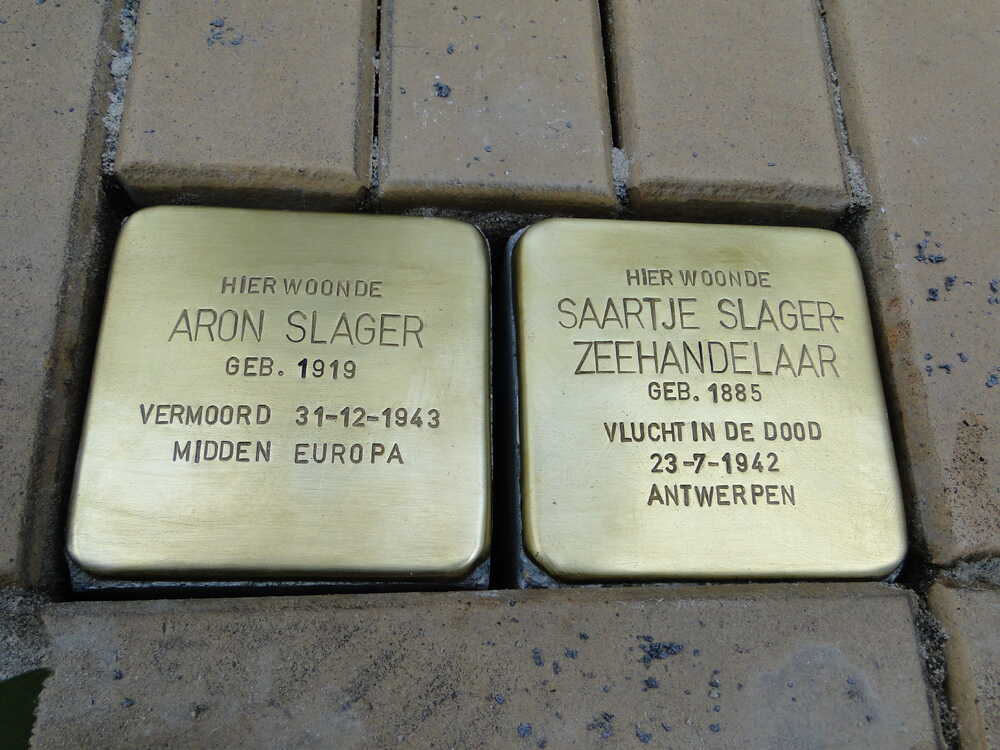 HIER WOONDE
ARON SLAGER
GEB. 1919
VERMOORD 31-12-1943
MIDDEN EUROPA
HIER WOONDE
SAARTJE SLAGER-
ZEEHANDELAAR
GEB. 1885
VLUCHT IN DE DOOD
23-7-1942
ANTWERPEN